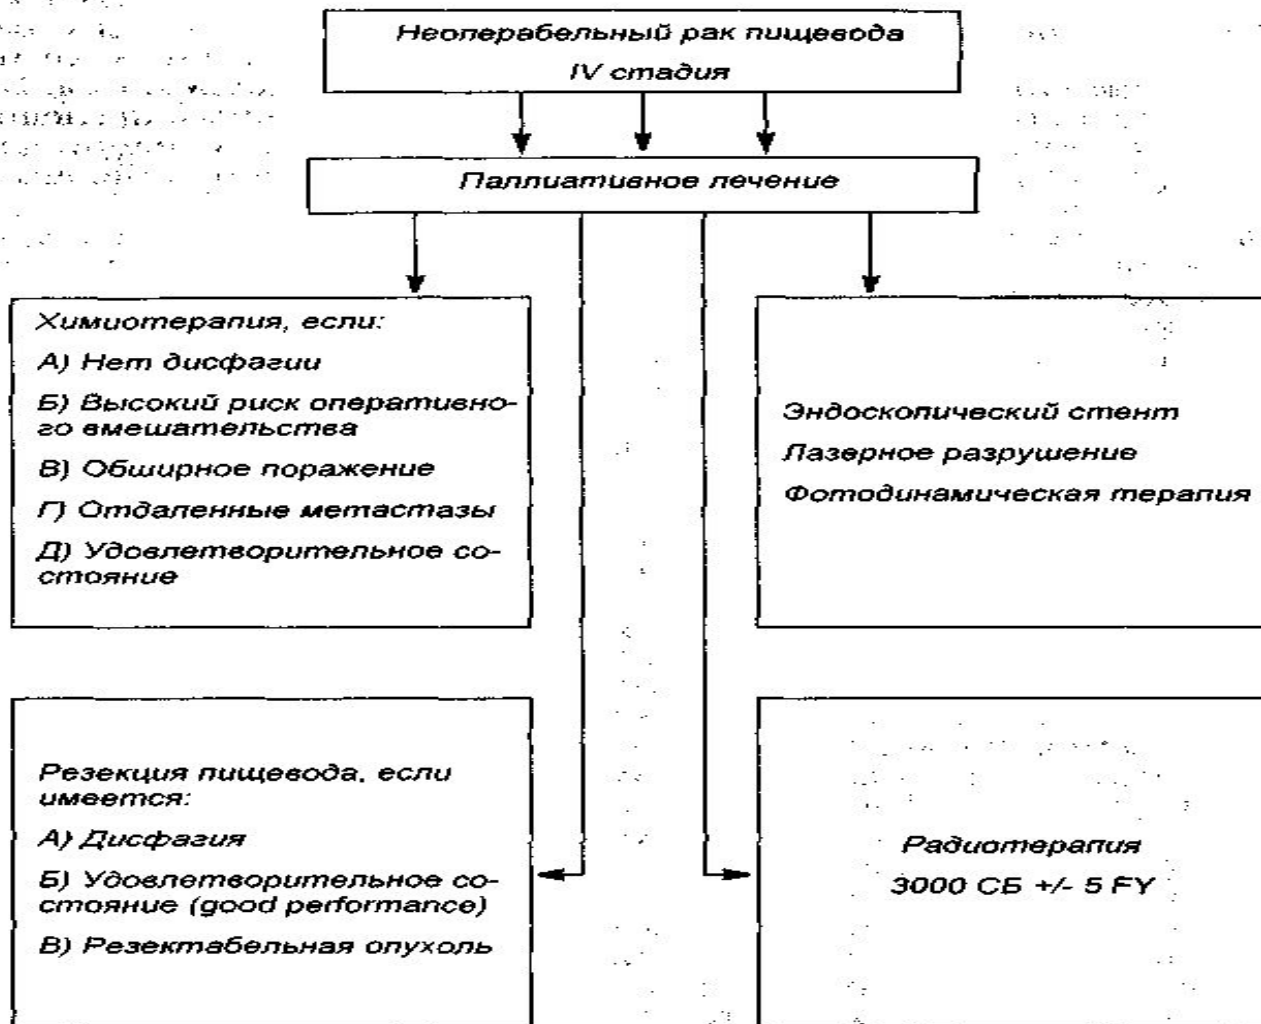 Неоперабельный рак пищевода
IV стадия
Паллиативное лечение
Химиотерапия, если:
А) Нет дисфагии
Б) Высокий риск оперативно-
го вмешательства
В) Обширное поражение
Г) Отдаленные метастазы
Д) Удовлетворительное со-
стояние
Эндоскопический стент
Лазерное разрушение
Фотодинамическая терапия
Резекция пищевода, если
имеется:
А) Дисфагия
Б) Удовлетворительное со-
стояние (good performance)
В) Резектабельная опухоль
Радиотерапия
3000 СБ +/- 5 FY